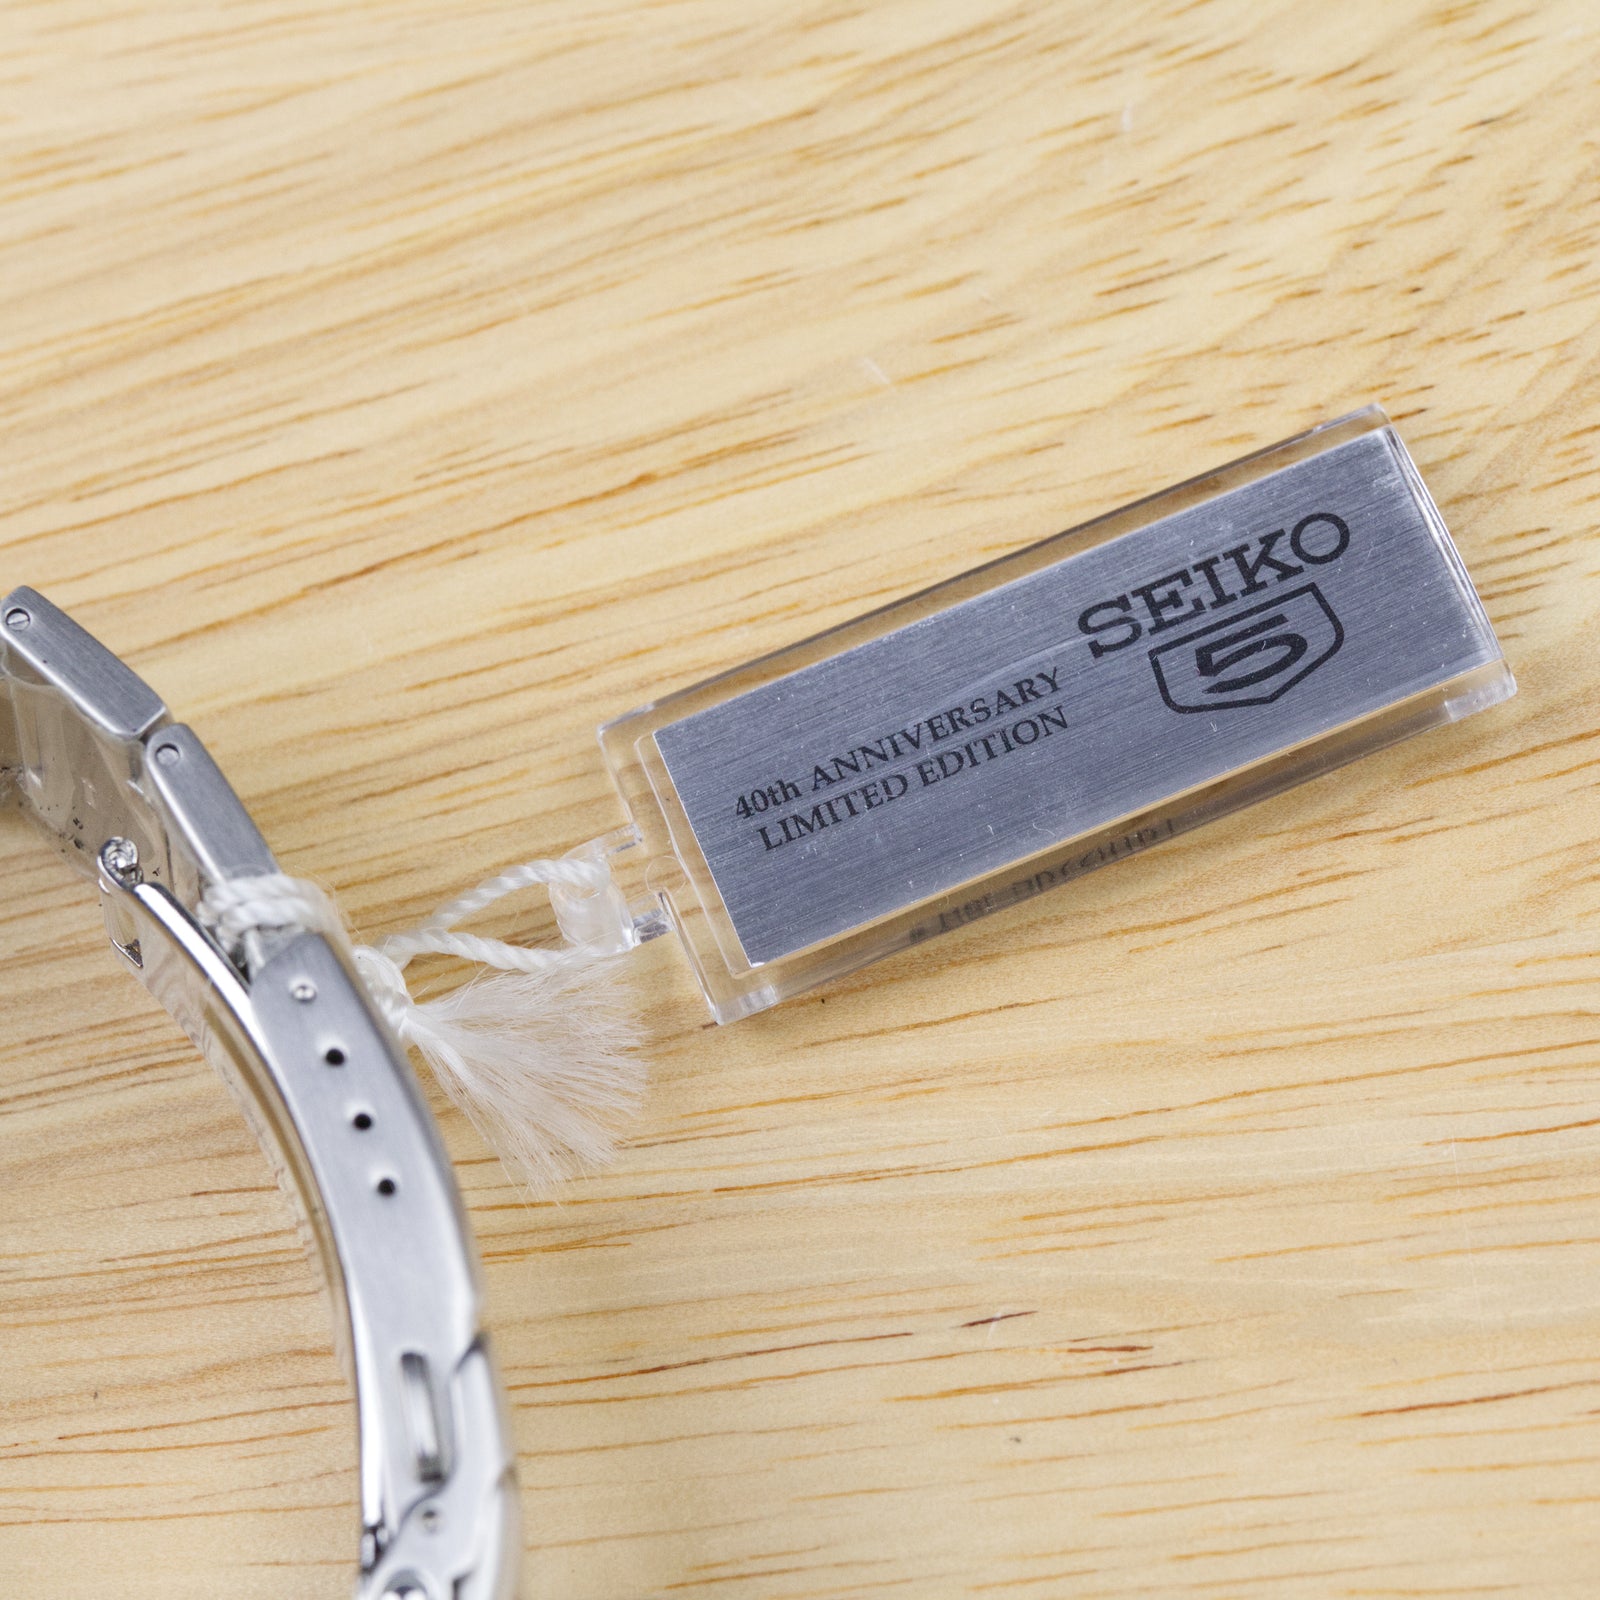 SEIKO
5
40th ANNIVERSARY
LIMITED EDITION